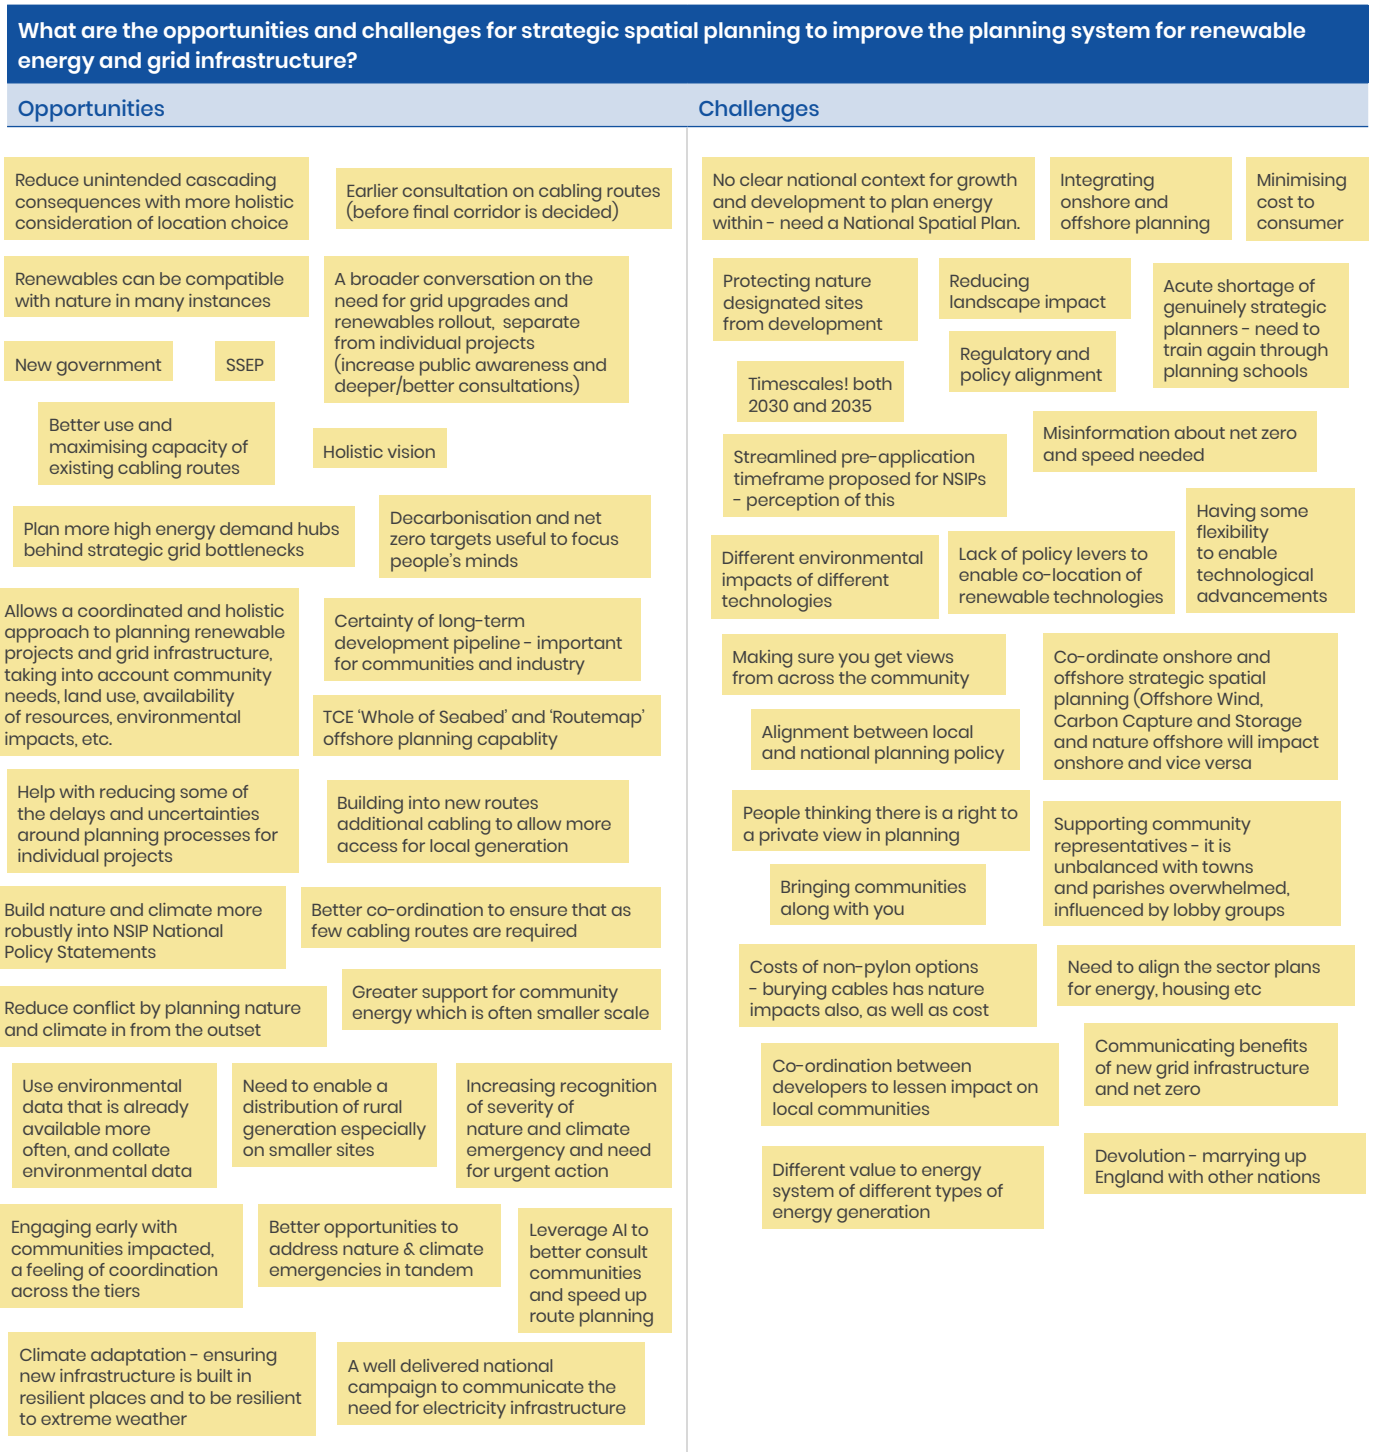 What are the opportunities and challenges for strategic spatial planning to improve the planning system for renewable
energy and grid infrastructure?
Opportunities
Reduce unintended cascading
consequences with more holistic
consideration of location choice
Earlier consultation on cabling routes
(before final corridor is decided)
Renewables can be compatible
with nature in many instances
A broader conversation on the
need for grid upgrades and
renewables rollout, separate
from individual projects
(increase public awareness and
deeper/better consultations)
New government
SSEP
Better use and
maximising capacity of
existing cabling routes
Holistic vision
Plan more high energy demand hubs
behind strategic grid bottlenecks
Decarbonisation and net
zero targets useful to focus
people's minds
Allows a coordinated and holistic
approach to planning renewable
projects and grid infrastructure,
taking into account community
needs, land use, availability
of resources, environmental
impacts, etc.
Certainty of long-term
development pipeline - important
for communities and industry
TCE ‘Whole of Seabed’ and ‘Routemap’
offshore planning capablity
Help with reducing some of
the delays and uncertainties
around planning processes for
individual projects
Building into new routes
additional cabling to allow more
access for local generation
Build nature and climate more
robustly into NSIP National
Policy Statements
Better co-ordination to ensure that as
few cabling routes are required
Reduce conflict by planning nature
and climate in from the outset
Greater support for community
energy which is often smaller scale
Use environmental
data that is already
available more
often, and collate
environmental data
Need to enable a
distribution of rural
generation especially
on smaller sites
Increasing recognition
of severity of
nature and climate
emergency and need
for urgent action
Engaging early with
communities impacted,
a feeling of coordination
across the tiers
Better opportunities to
address nature & climate
emergencies in tandem
Leverage AI to
better consult
communities
and speed up
route planning
Climate adaptation - ensuring
new infrastructure is built in
resilient places and to be resilient
to extreme weather
A well delivered national
campaign to communicate the
need for electricity infrastructure
Challenges
No clear national context for growth
and development to plan energy
within - need a National Spatial Plan.
Integrating
onshore and
offshore planning
Minimising
cost to
consumer
Protecting nature
designated sites
from development
Reducing
landscape impact
Acute shortage of
genuinely strategic
planners - need to
train again through
planning schools
Regulatory and
policy alignment
Timescales! both
2030 and 2035
Misinformation about net zero
and speed needed
Streamlined pre-application
timeframe proposed for NSIPs
- perception of this
Having some
flexibility
to enable
technological
advancements
Different environmental
impacts of different
technologies
Lack of policy levers to
enable co-location of
renewable technologies
Making sure you get views
from across the community
Co-ordinate onshore and
offshore strategic spatial
planning (Offshore Wind,
Carbon Capture and Storage
and nature offshore will impact
onshore and vice versa
Alignment between local
and national planning policy
People thinking there is a right to
a private view in planning
Supporting community
representatives - it is
unbalanced with towns
and parishes overwhelmed,
influenced by lobby groups
Bringing communities
along with you
Costs of non-pylon options
- burying cables has nature
impacts also, as well as cost
Need to align the sector plans
for energy, housing etc
Co-ordination between
developers to lessen impact on
local communities
Communicating benefits
of new grid infrastructure
and net zero
Different value to energy
system of different types of
energy generation
Devolution - marrying up
England with other nations